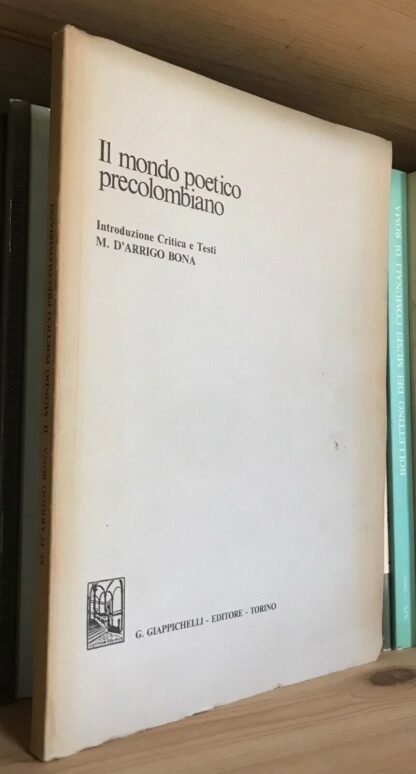 Il mondo poetico
precolombiano
Introduzione Critica e Testi
M. D'ARRIGO BONA
G. GIAPPICHELLI - EDITORE - TORINO
M. D'ARRIGO BONA IL MONDO POETICO PRECOLOMBIANO
BOLLETTINO DEI MUSEI COMUNALI DI ROMA